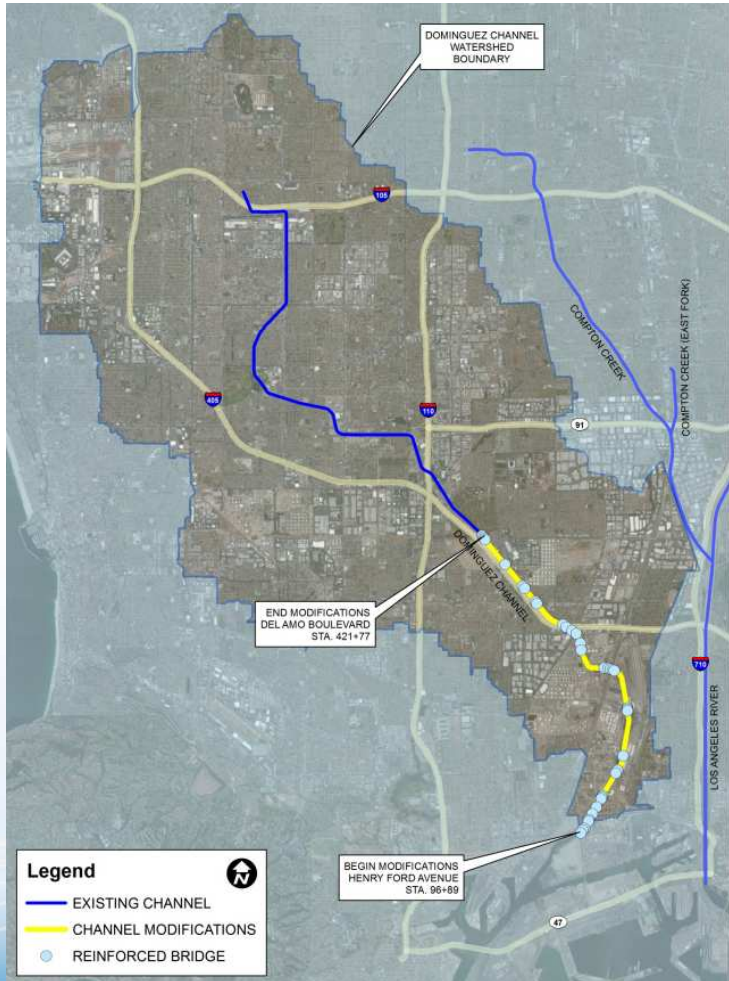 DOMINGUEZ CHANNEL
WATERSHED
BOUNDARY
105
COMPTON CREEK
COMPTON CREEK (EAST FORK)
405
110
91
DOMINGUEZ CHANNEL
END MODIFICATIONS
DEL AMO BOULEVARD
STA. 421+77
710
LOS ANGELES RIVER
BEGIN MODIFICATIONS
HENRY FORD AVENUE
STA. 96+89
47
Legend
N
EXISTING CHANNEL
CHANNEL MODIFICATIONS
REINFORCED BRIDGE